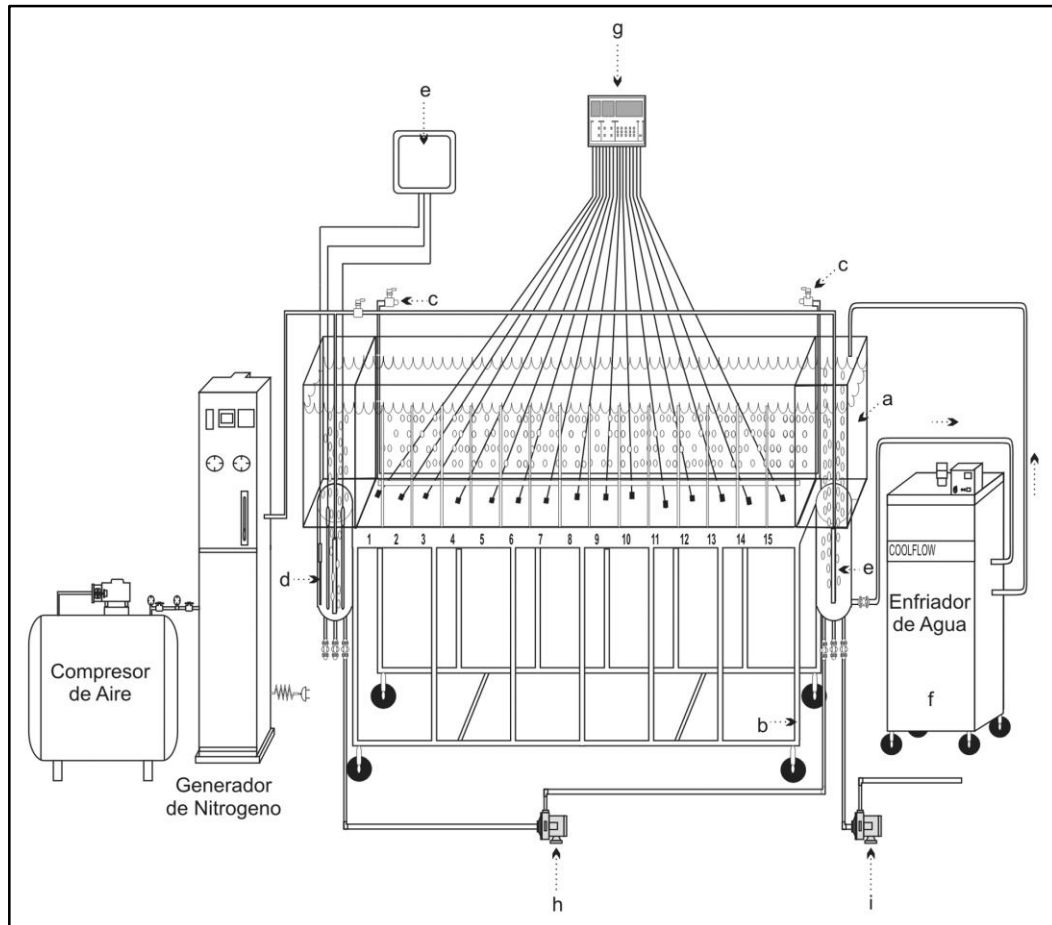 g
e
c
c
a
1 2 3 4 5 6 7 8 9 10 11 12 13 14 15
d
e
COOLFLOW
Enfriador
de Agua
f
Compresor
de Aire
b
Generador
de Nitrogeno
h
i